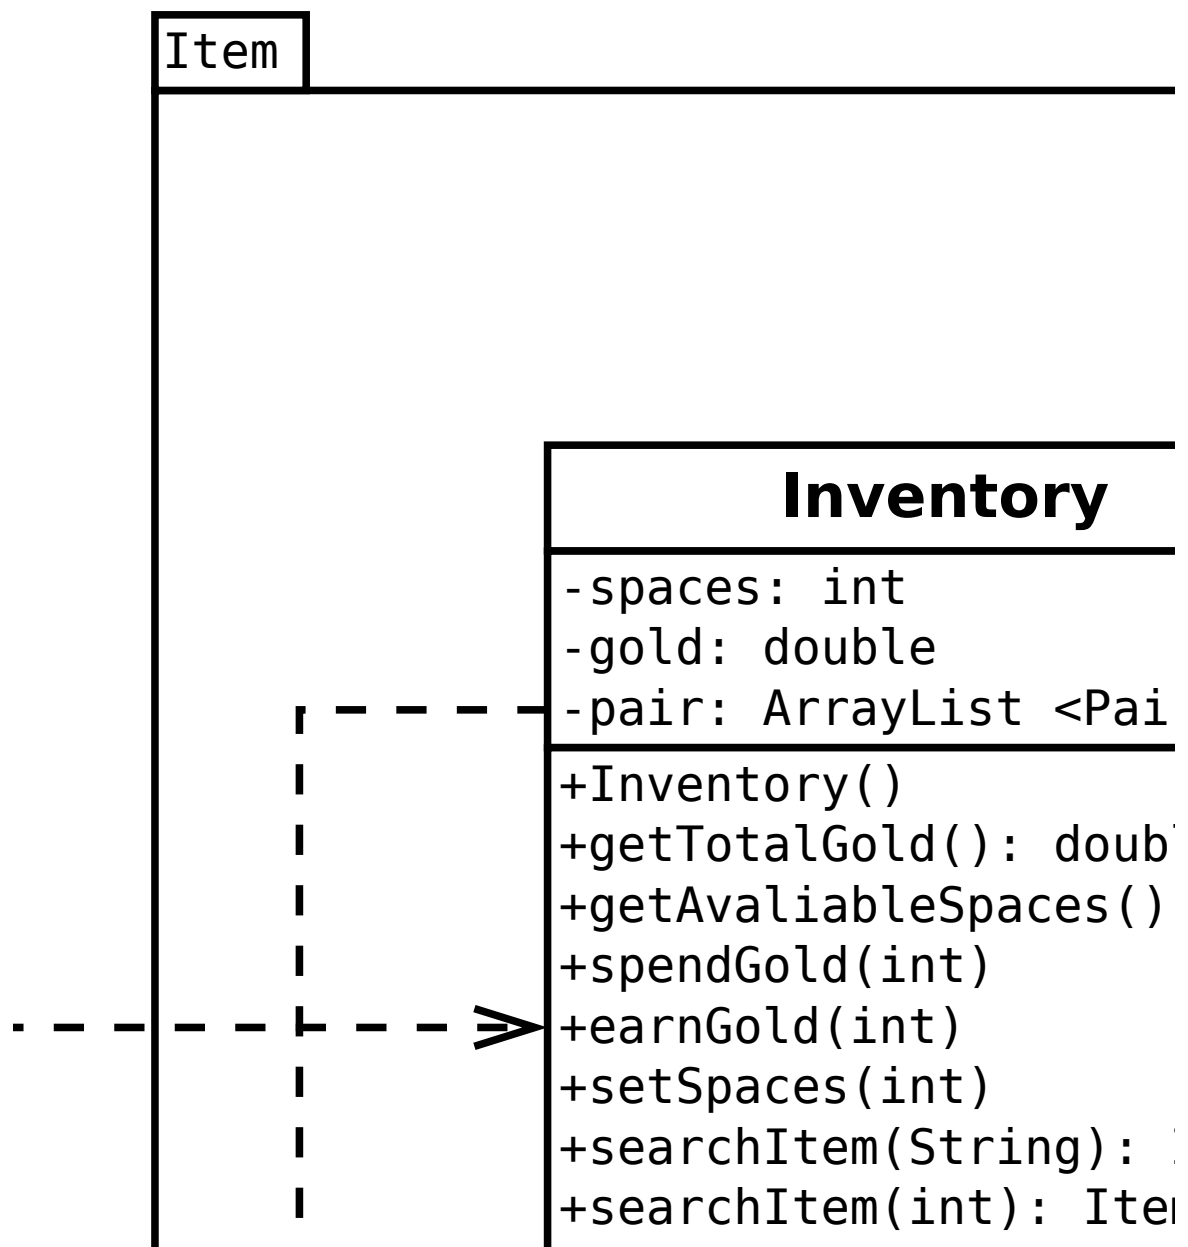 Item
Inventory
-spaces: int
-gold: double
-pair: ArrayList <Pai
+Inventory()
+getTotalGold(): doub
+getAvaliableSpaces()
+spendGold(int)
+earnGold(int)
+setSpaces(int)
+searchItem(String):
+searchItem(int): Item